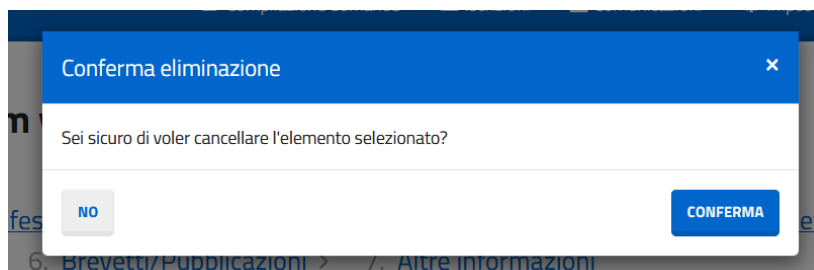 Conferma eliminazione ×
Sei sicuro di voler cancellare l'elemento selezionato?
NO
CONFERMA
6. Brevetti/Pubblicazioni > 7. Altre Informazioni